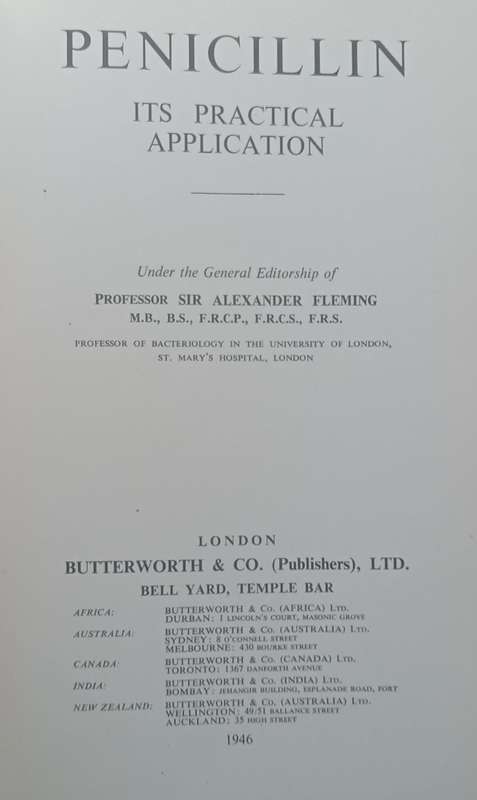 PENICILLIN
ITS PRACTICAL
APPLICATION
Under the General Editorship of
PROFESSOR SIR ALEXANDER FLEMING
M.B., B.S., F.R.C.P., F.R.C.S., F.R.S.
PROFESSOR OF BACTERIOLOGY IN THE UNIVERSITY OF LONDON,
ST. MARY'S HOSPITAL, LONDON
LONDON
BUTTERWORTH & CO. (Publishers), LTD.
BELL YARD, TEMPLE BAR
AFRICA: BUTTERWORTH & Co. (AFRICA) LTD.
DURBAN: 1 LINCOLN'S COURT, MASONIC GROVE
AUSTRALIA: BUTTERWORTH & Co. (AUSTRALIA) LTD.
SYDNEY: 8 O'CONNELL STREET
MELBOURNE: 430 BOURKE STREET
CANADA: BUTTERWORTH & Co. (CANADA) LTD.
TORONTO: 1367 DANFORTH AVENUE
INDIA: BUTTERWORTH & Co. (INDIA) LTD.
BOMBAY: JEHANGIR BUILDING, ESPLANADE ROAD, FORT
NEW ZEALAND: BUTTERWORTH & Co. (AUSTRALIA) LTD.
WELLINGTON: 49/51 BALLANCE STREET
AUCKLAND: 35 HIGH STREET
1946